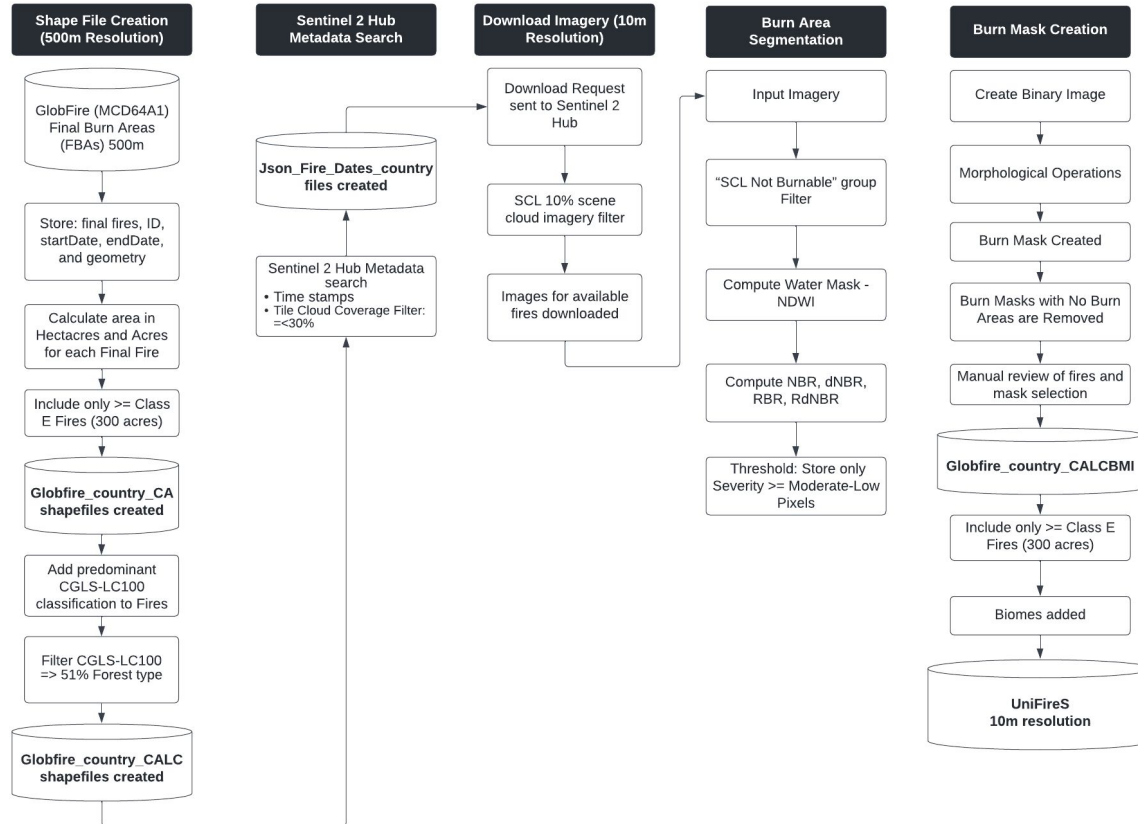 Shape File Creation
(500m Resolution)
GlobFire (MCD64A1)
Final Burn Areas
(FBAs) 500m
Store: final fires, ID,
startDate, endDate,
and geometry
Calculate area in
Hectacres and Acres
for each Final Fire
Include only >= Class
E Fires (300 acres)
Globfire_country_CA
shapefiles created
Add predominant
CGLS-LC100
classification to Fires
Filter CGLS-LC100
=> 51% Forest type
Globfire_country_CALC
shapefiles created
Sentinel 2 Hub
Metadata Search
Json_Fire_Dates_country
files created
Sentinel 2 Hub Metadata
search
• Time stamps
• Tile Cloud Coverage Filter:
=<30%
Download Imagery (10m
Resolution)
Download Request
sent to Sentinel 2
Hub
SCL 10% scene
cloud imagery filter
Images for available
fires downloaded
Burn Area
Segmentation
Input Imagery
“SCL Not Burnable” group
Filter
Compute Water Mask -
NDWI
Compute NBR, dNBR,
RBR, RdNBR
Threshold: Store only
Severity >= Moderate-Low
Pixels
Burn Mask Creation
Create Binary Image
Morphological Operations
Burn Mask Created
Burn Masks with No Burn
Areas are Removed
Manual review of fires and
mask selection
Globfire_country_CALCBMI
Include only >= Class E
Fires (300 acres)
Biomes added
UniFireS
10m resolution